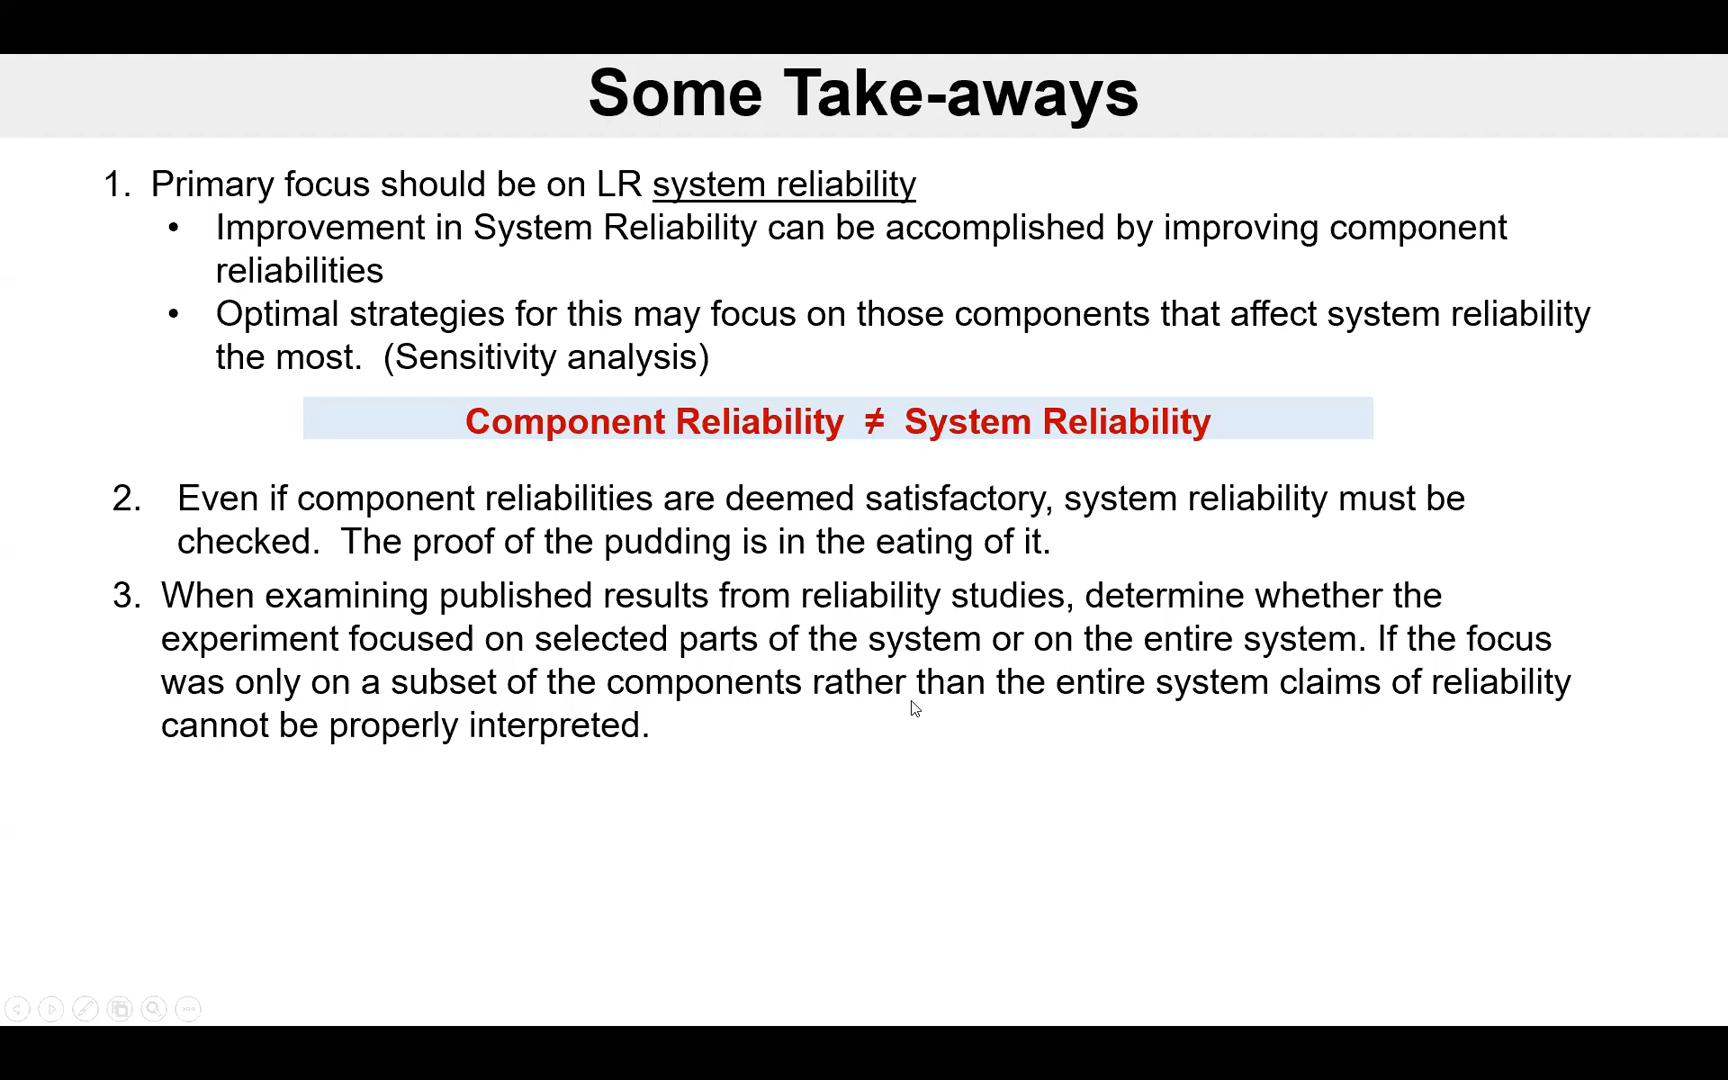 Some Take-aways
1. Primary focus should be on LR system reliability
• Improvement in System Reliability can be accomplished by improving component
reliabilities
• Optimal strategies for this may focus on those components that affect system reliability
the most. (Sensitivity analysis)
Component Reliability ≠ System Reliability
2. Even if component reliabilities are deemed satisfactory, system reliability must be
checked. The proof of the pudding is in the eating of it.
3. When examining published results from reliability studies, determine whether the
experiment focused on selected parts of the system or on the entire system. If the focus
was only on a subset of the components rather than the entire system claims of reliability
cannot be properly interpreted.